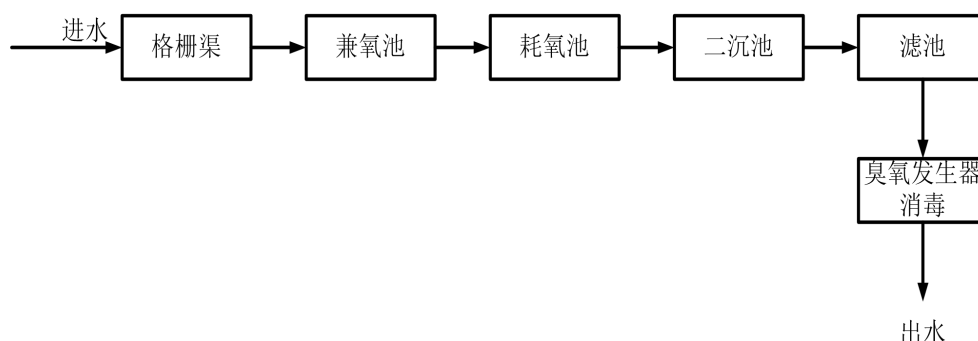 进水
格栅渠
兼氧池
耗氧池
二沉池
滤池
臭氧发生器
消毒
出水